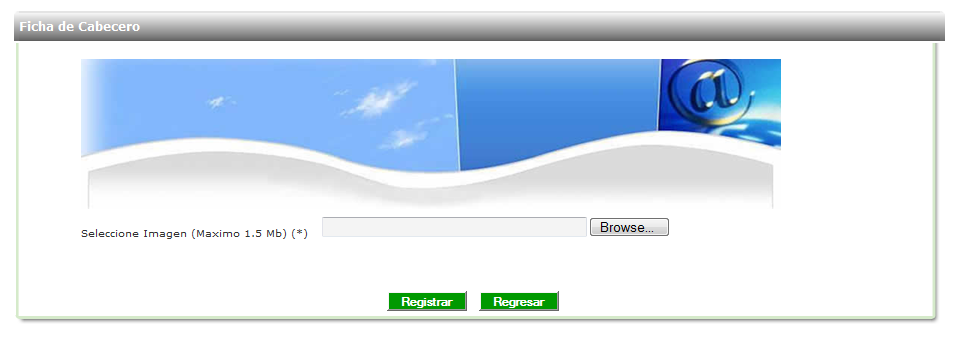 Ficha de Cabecero
@
Seleccione Imagen (Maximo 1.5 Mb) (*) Browse...
Registrar Regresar